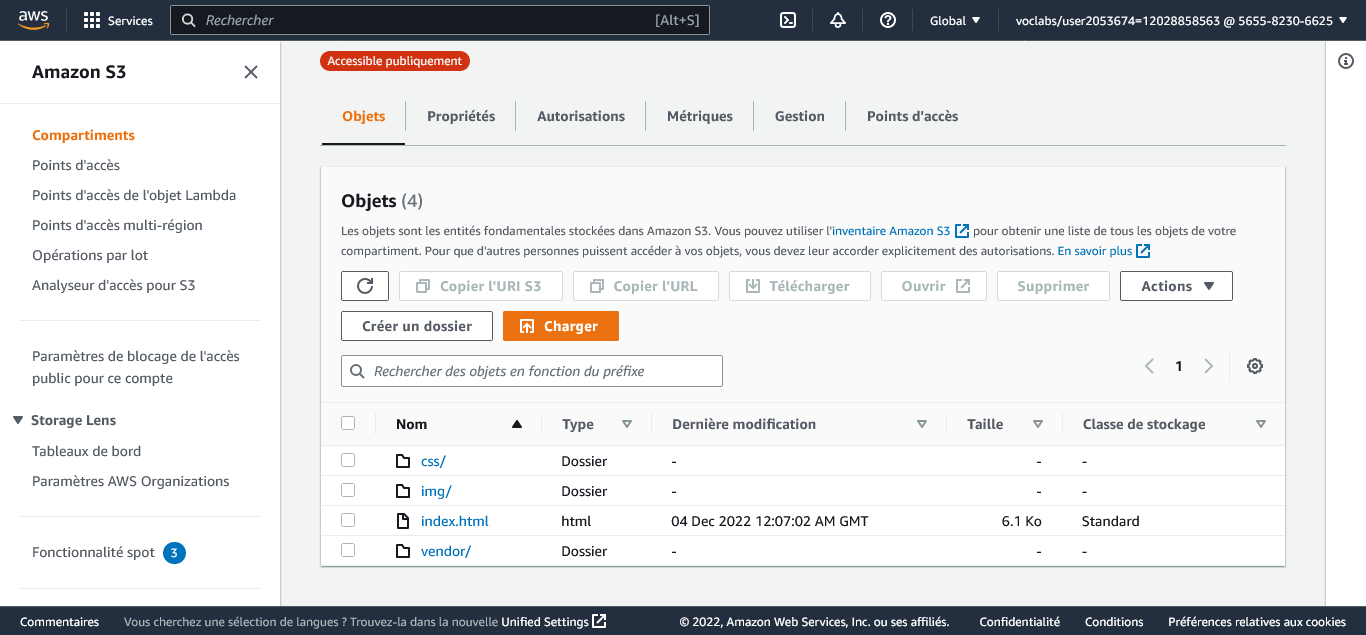 aws
Services
Rechercher
[Alt+S]
Global ▼
voclabs/user2053674=12028858563 @ 5655-8230-6625 ▼
Amazon S3
Compartiments
Points d'accès
Points d'accès de l'objet Lambda
Points d'accès multi-région
Opérations par lot
Analyseur d'accès pour S3
Paramètres de blocage de l'accès
public pour ce compte
▼ Storage Lens
Tableaux de bord
Paramètres AWS Organizations
Fonctionnalité spot 3
Accessible publiquement
Objets Propriétés Autorisations Métriques Gestion Points d'accès
Objets (4)
Les objets sont les entités fondamentales stockées dans Amazon S3. Vous pouvez utiliser l'inventaire Amazon S3 pour obtenir une liste de tous les objets de votre
compartiment. Pour que d'autres personnes puissent accéder à vos objets, vous devez leur accorder explicitement des autorisations. En savoir plus
Copier l'URI S3 Copier l'URL Télécharger Ouvrir Supprimer Actions ▼
Créer un dossier Charger
Rechercher des objets en fonction du préfixe
1
Nom Type Dernière modification Taille Classe de stockage
css/ Dossier - - -
img/ Dossier - - -
index.html html 04 Dec 2022 12:07:02 AM GMT 6.1 Ko Standard
vendor/ Dossier - - -
Commentaires Vous cherchez une sélection de langues ? Trouvez-la dans la nouvelle Unified Settings © 2022, Amazon Web Services, Inc. ou ses affiliés. Confidentialité Conditions Préférences relatives aux cookies